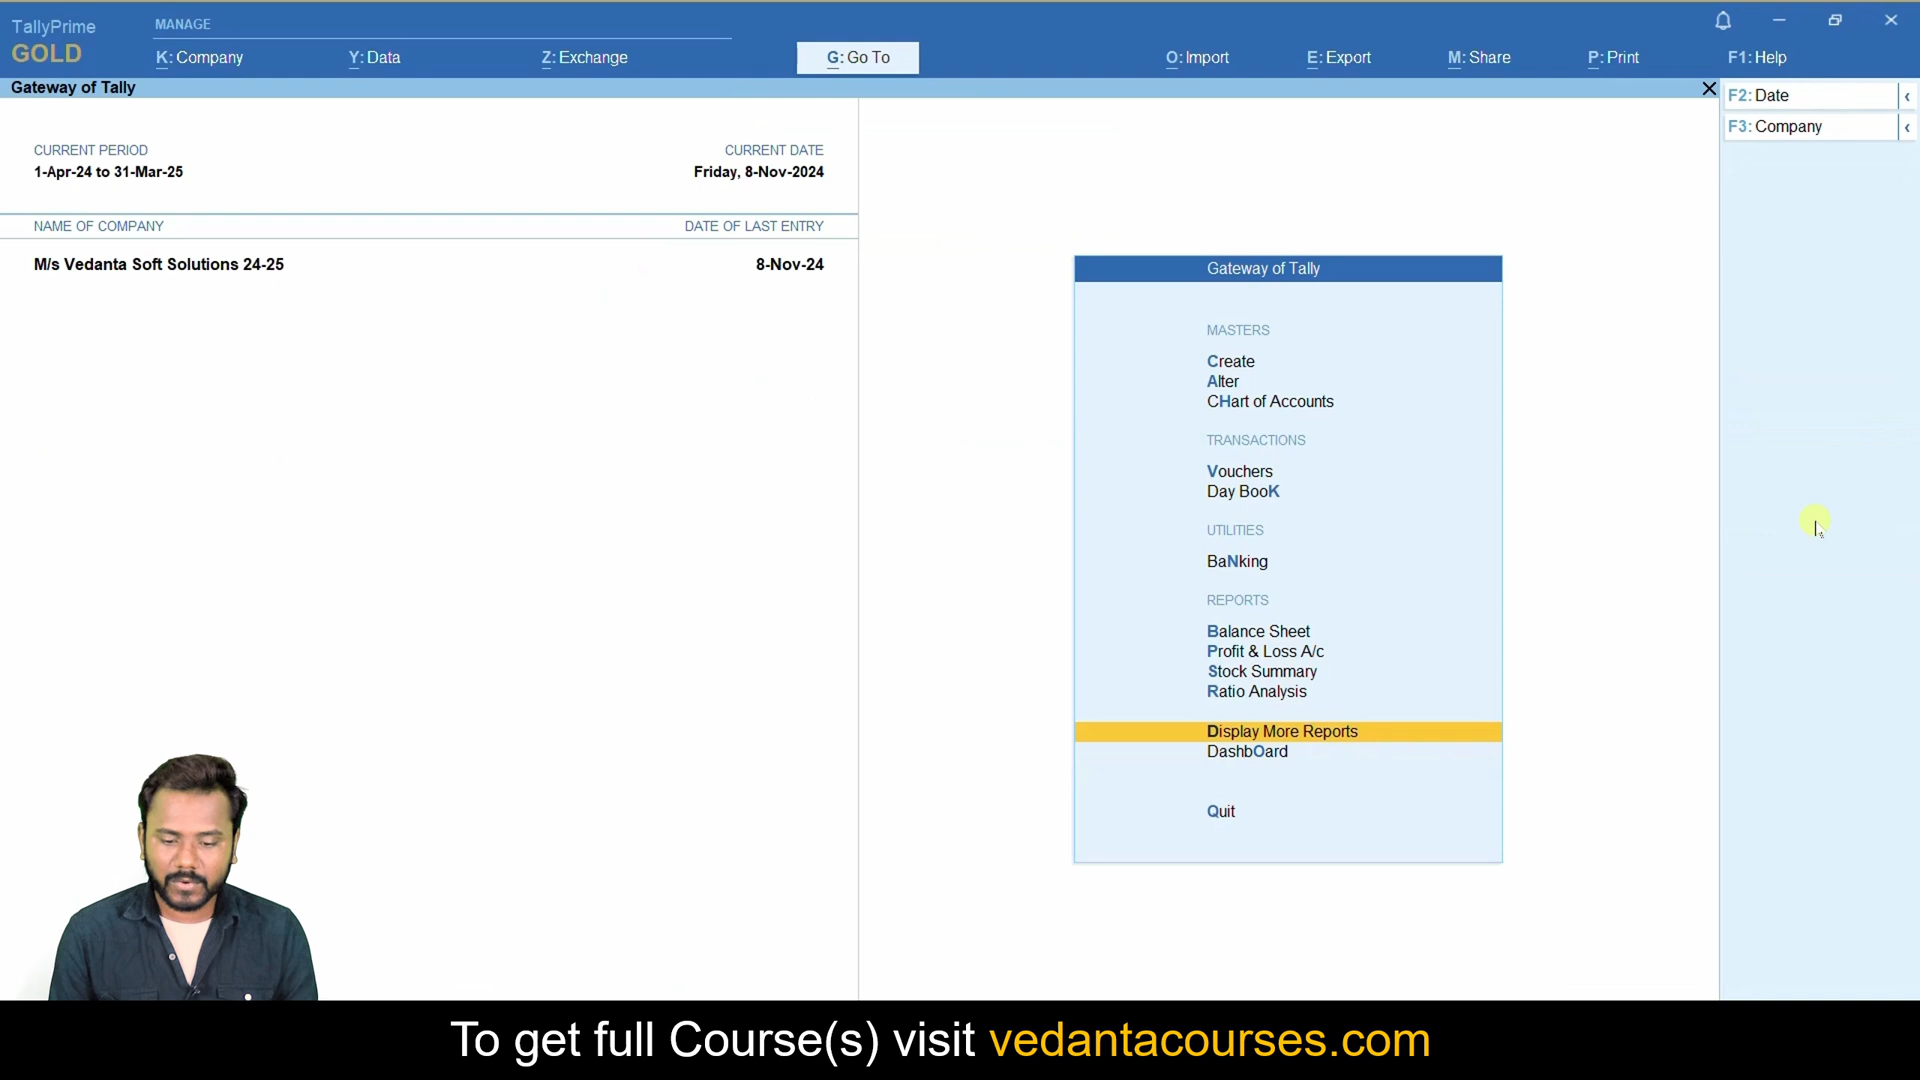 TallyPrime
GOLD
MANAGE
K: Company
Y: Data
Z: Exchange
G: Go To
O: Import
E: Export
M: Share
P: Print
F1: Help
Gateway of Tally
F2: Date
F3: Company
CURRENT PERIOD
CURRENT DATE
1-Apr-24 to 31-Mar-25
Friday, 8-Nov-2024
NAME OF COMPANY
DATE OF LAST ENTRY
M/s Vedanta Soft Solutions 24-25
8-Nov-24
Gateway of Tally
MASTERS
Create
Alter
CHart of Accounts
TRANSACTIONS
Vouchers
Day BooK
UTILITIES
BaNking
REPORTS
Balance Sheet
Profit & Loss A/c
Stock Summary
Ratio Analysis
Display More Reports
DashbOard
Quit
To get full Course(s) visit vedantacourses.com